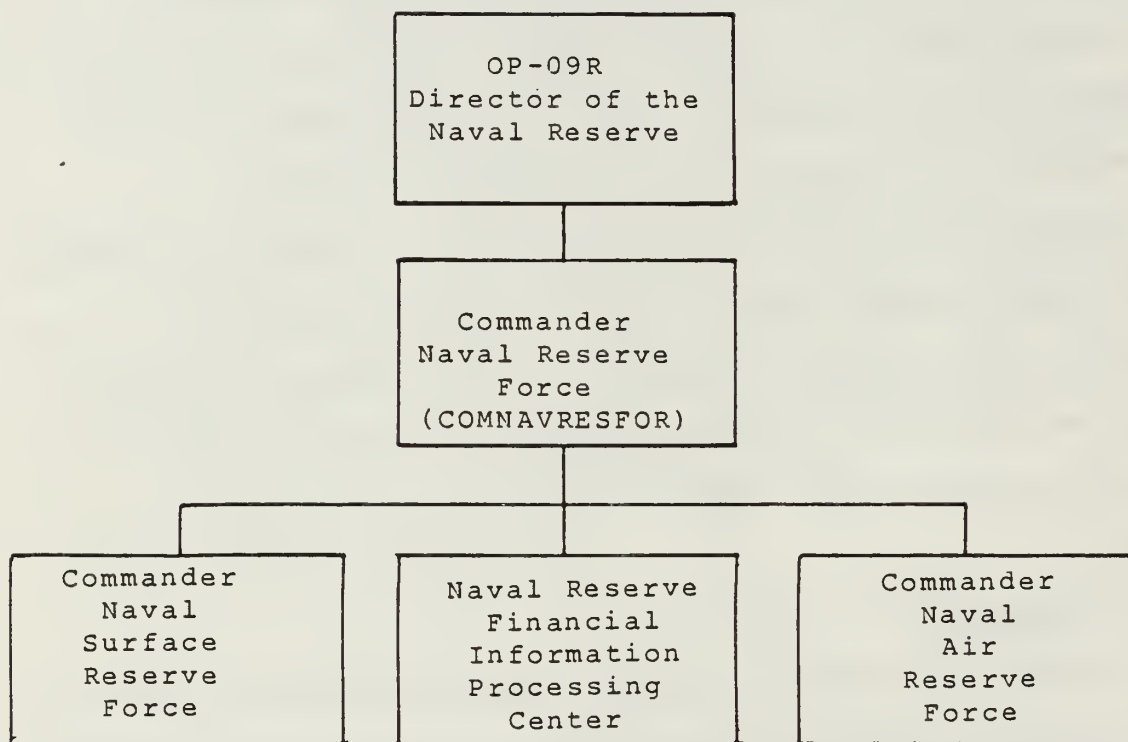 OP-09R
Director of the
Naval Reserve
Commander
Naval Reserve
Force
(COMNAVRESFOR)
Commander
Naval
Surface
Reserve
Force
Naval Reserve
Financial
Information
Processing
Center
Commander
Naval
Air
Reserve
Force